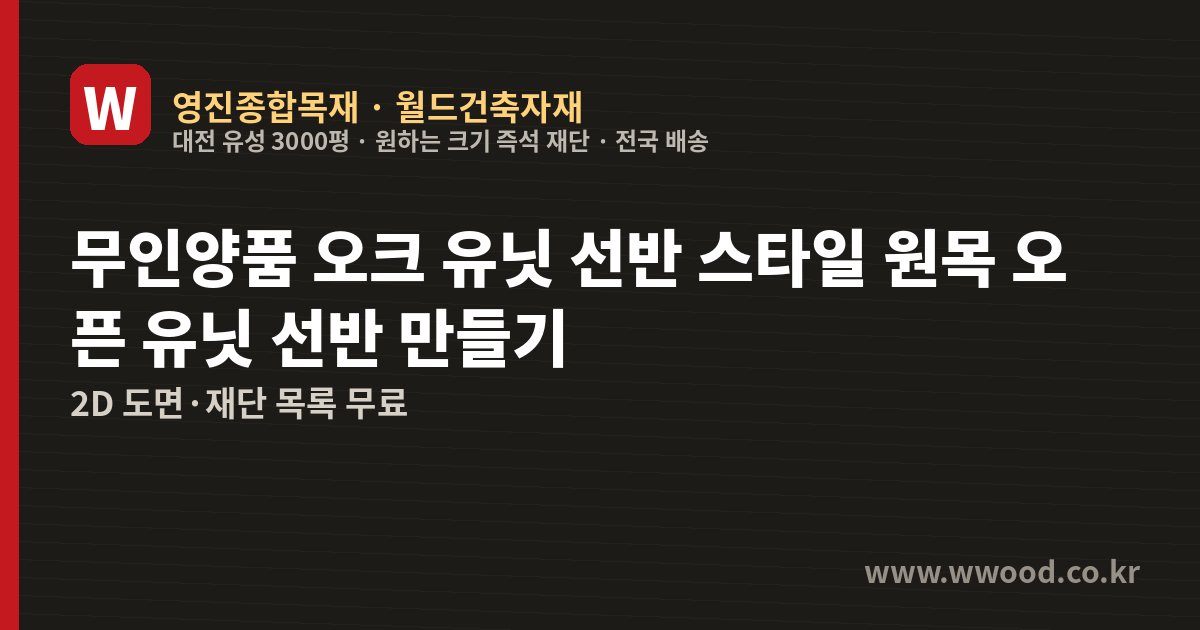 W
영진종합목재 · 월드건축자재
대전 유성 3000평 · 원하는 크기 즉석 재단 · 전국 배송
무인양품 오크 유닛 선반 스타일 원목 오
픈 유닛 선반 만들기
2D 도면·재단 목록 무료
www.wwood.co.kr